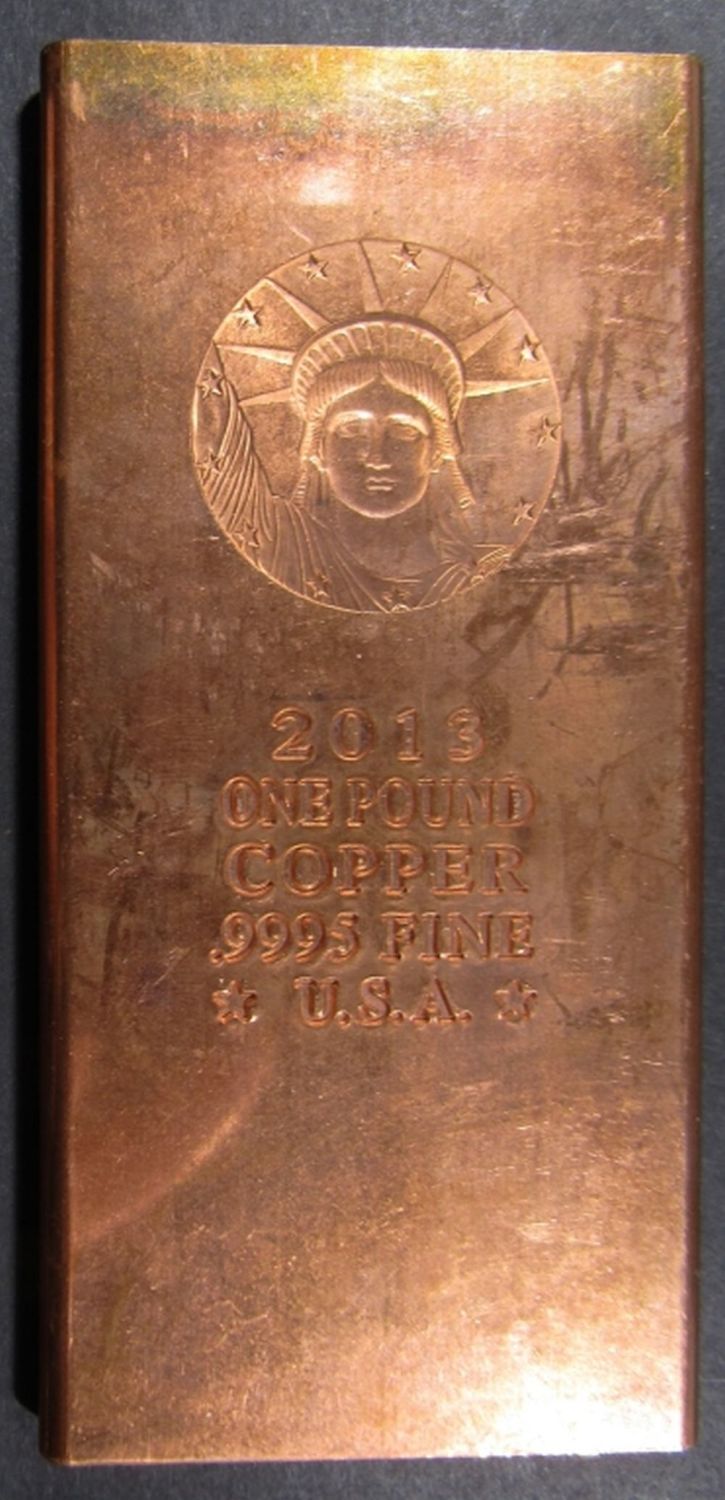 2013
ONE POUND
COPPER
.9995 FINE
U.S.A.